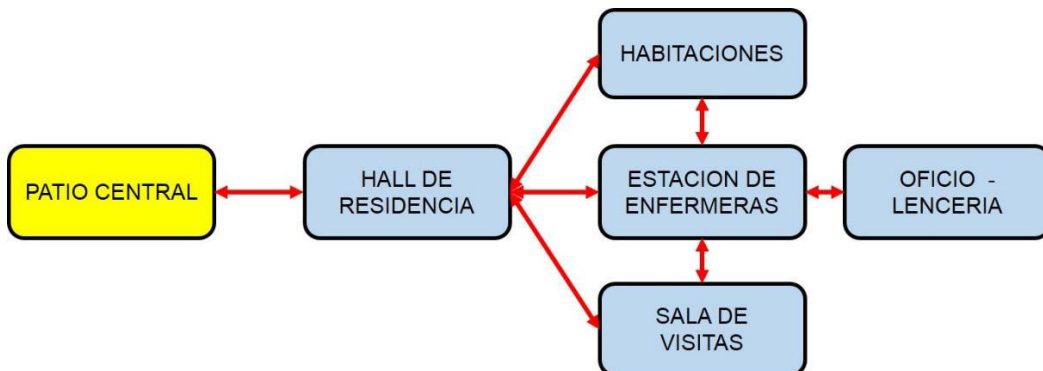 HABITACIONES
PATIO CENTRAL
HALL DE
RESIDENCIA
ESTACION DE
ENFERMERAS
OFICIO -
LENCERIA
SALA DE
VISITAS